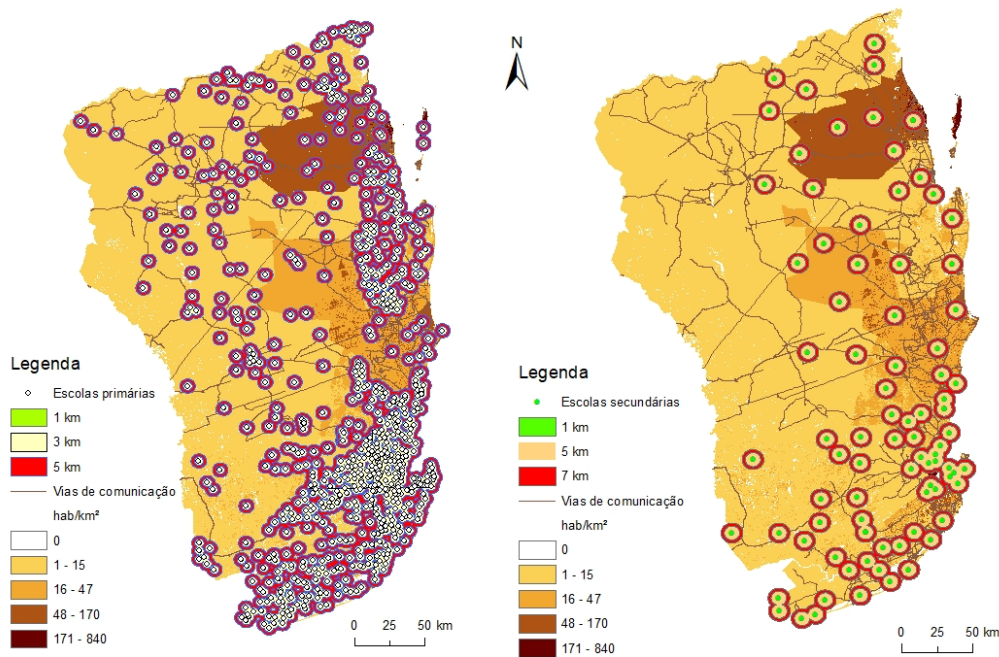 Legenda
Escolas primárias
1 km
3 km
5 km
Vias de comunicação
hab/km²
0
1 - 15
16 - 47
48 - 170
171 - 840
0 25 50 km
N
Legenda
Escolas secundárias
1 km
5 km
7 km
Vias de comunicação
hab/km²
0
1 - 15
16 - 47
48 - 170
171 - 840
0 25 50 km